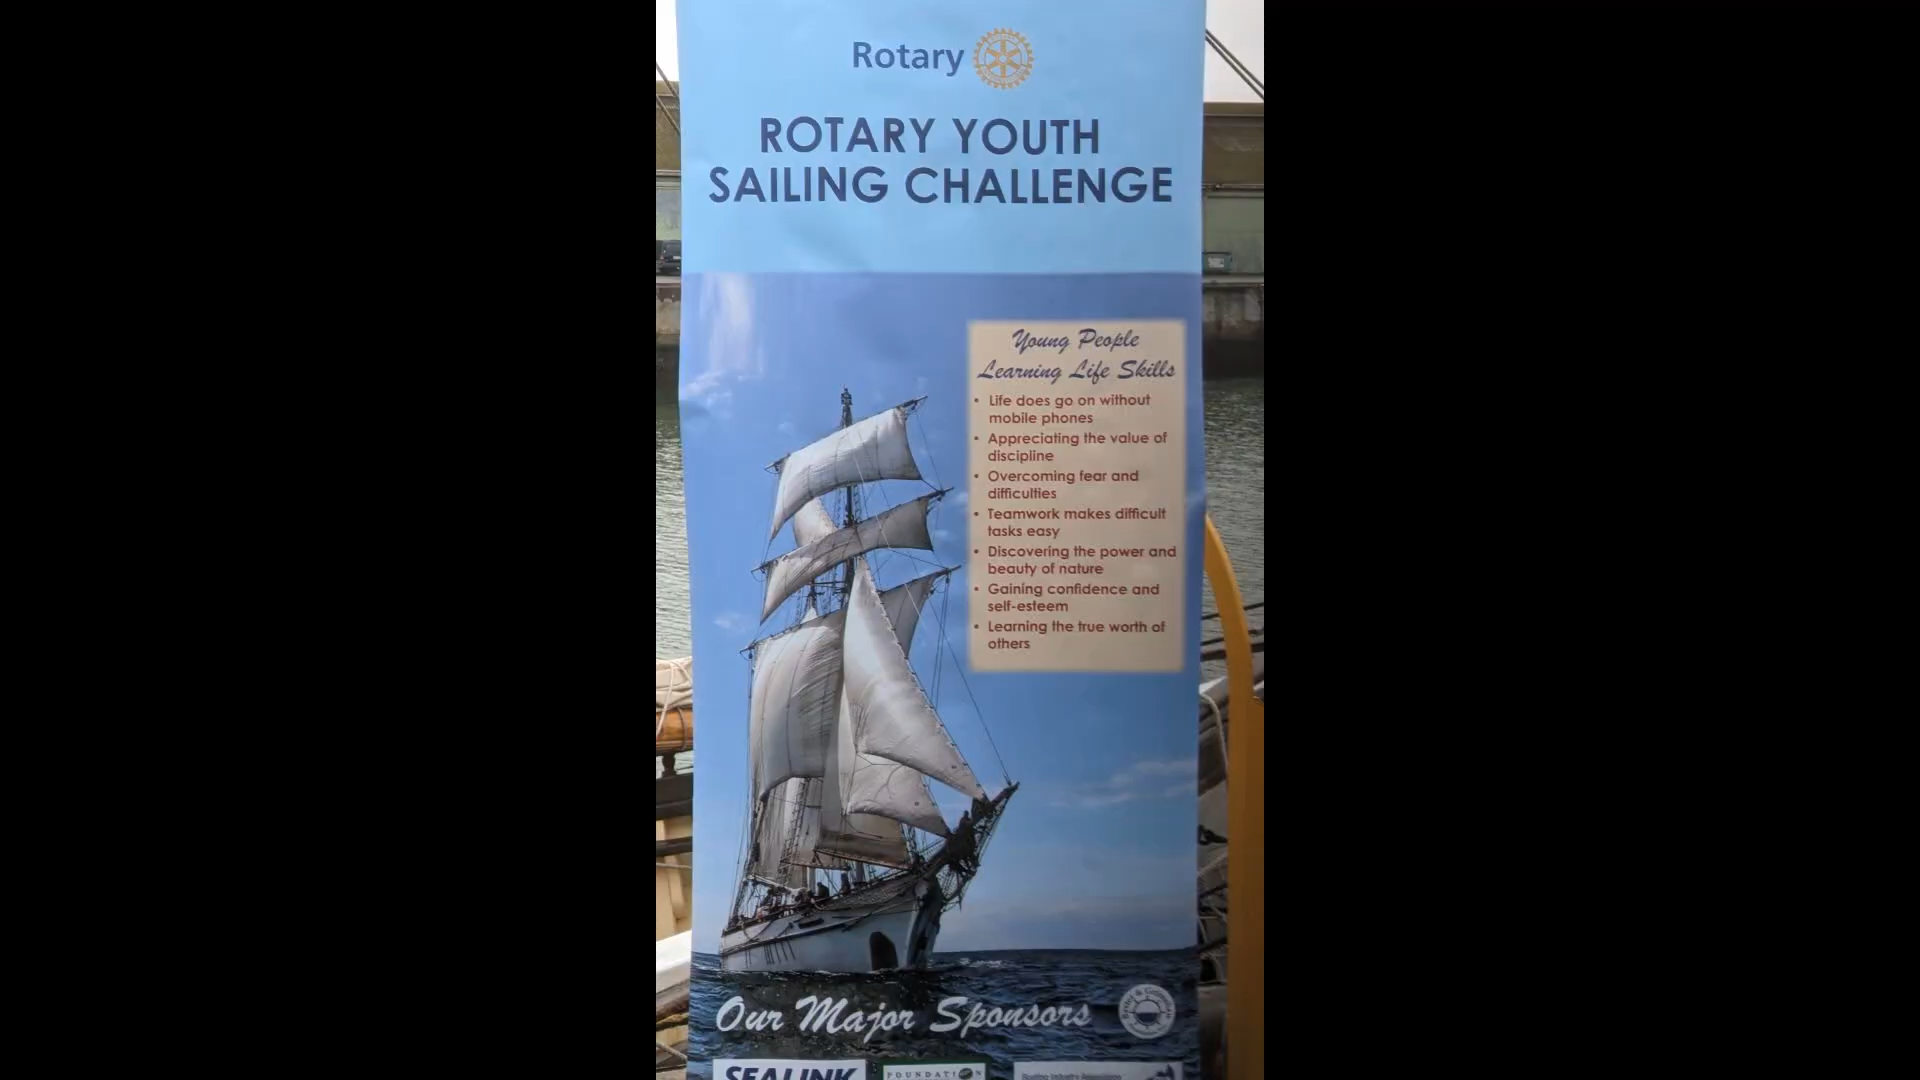 Rotary
ROTARY YOUTH
SAILING CHALLENGE
Young People
Learning Life Skills
• Life does go on without
mobile phones
• Appreciating the value of
discipline
• Overcoming fear and
difficulties
• Teamwork makes difficult
tasks easy
• Discovering the power and
beauty of nature
• Gaining confidence and
self-esteem
• Learning the true worth of
others
Our Major Sponsors
SEALINK
FOUNDATION